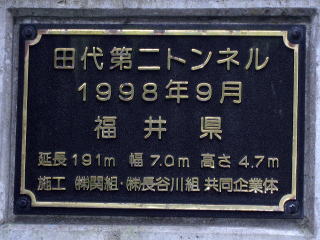 田代第二トンネル
1998年9月
福井県
延長191m 幅7.0m 高さ4.7m
施工 ㈱関組・㈱長谷川組 共同企業体